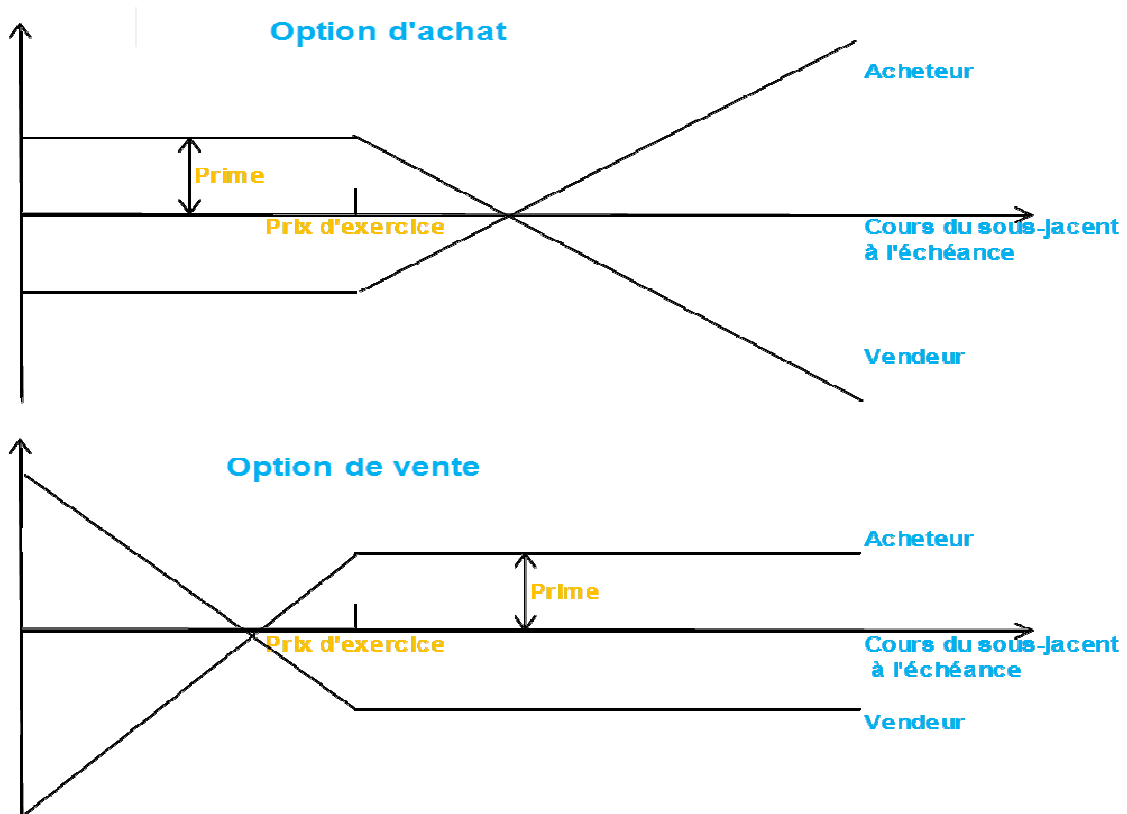 Option d'achat
Acheteur
Prime
Prix d'exercice
Cours du sous-jacent
à l'échéance
Vendeur
Option de vente
Acheteur
Prime
Prix d'exercice
Cours du sous-jacent
à l'échéance
Vendeur